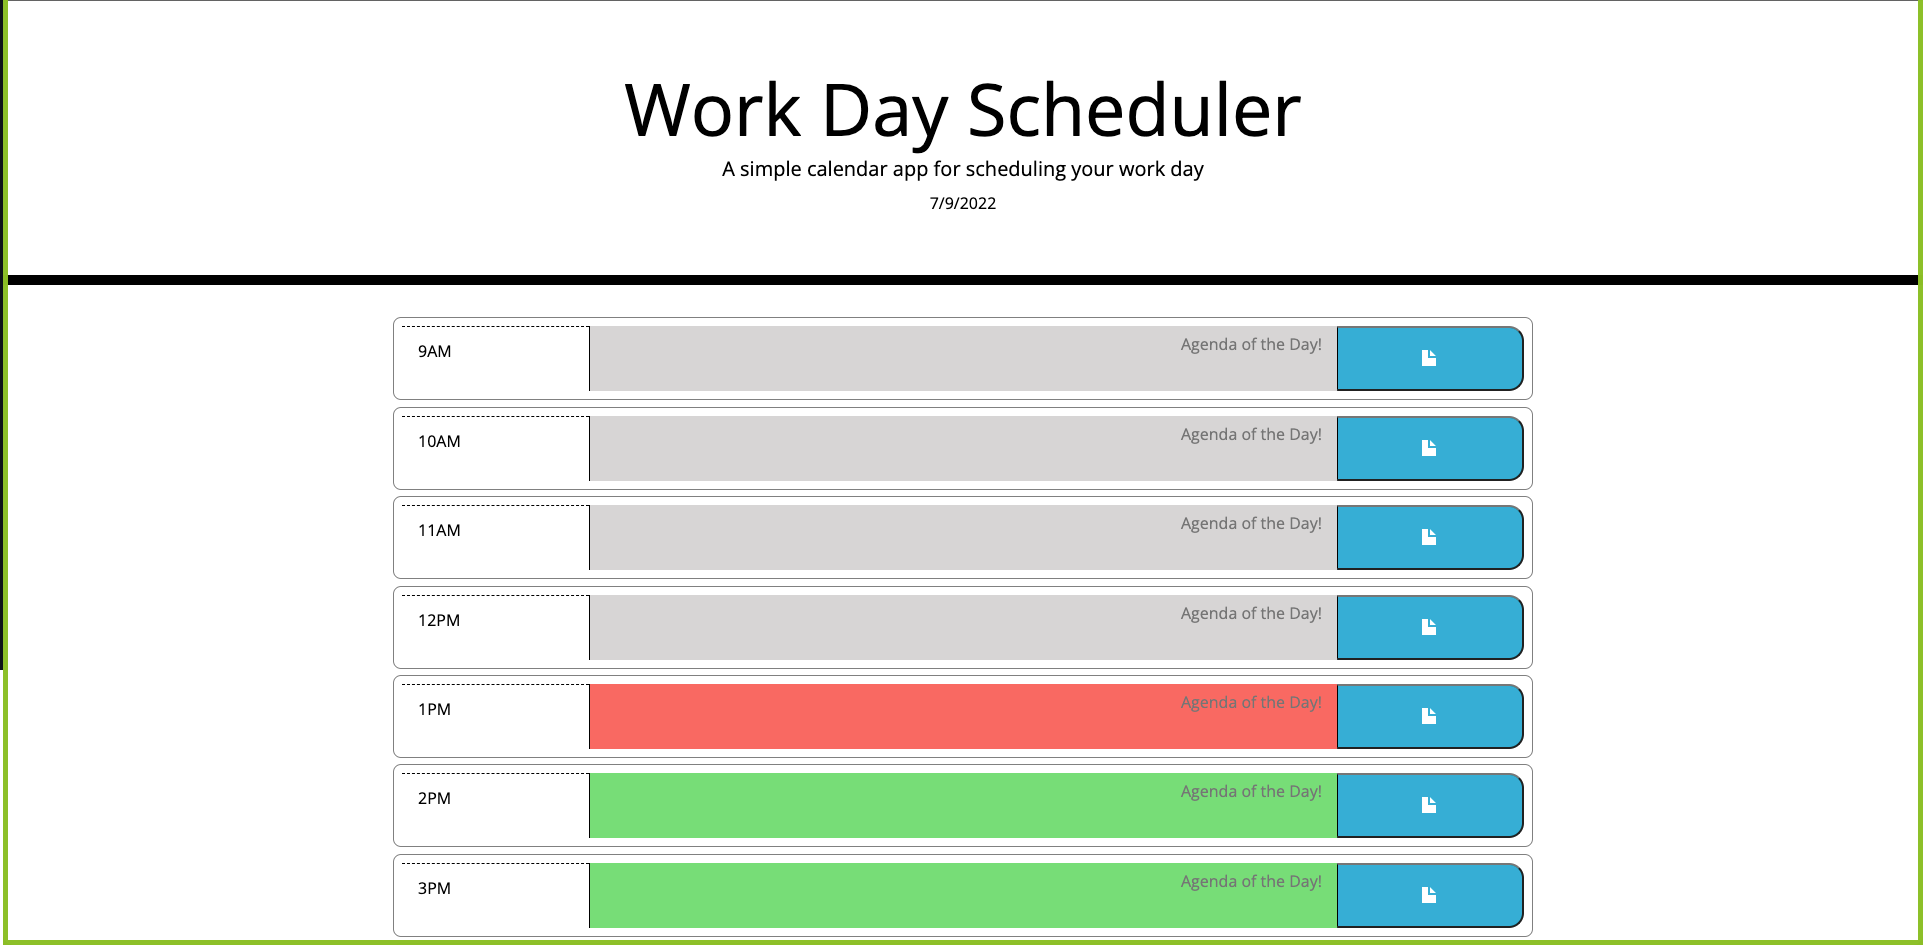 Work Day Scheduler
A simple calendar app for scheduling your work day
7/9/2022
9AM
Agenda of the Day!
10AM
Agenda of the Day!
11AM
Agenda of the Day!
12PM
Agenda of the Day!
1PM
Agenda of the Day!
2PM
Agenda of the Day!
3PM
Agenda of the Day!